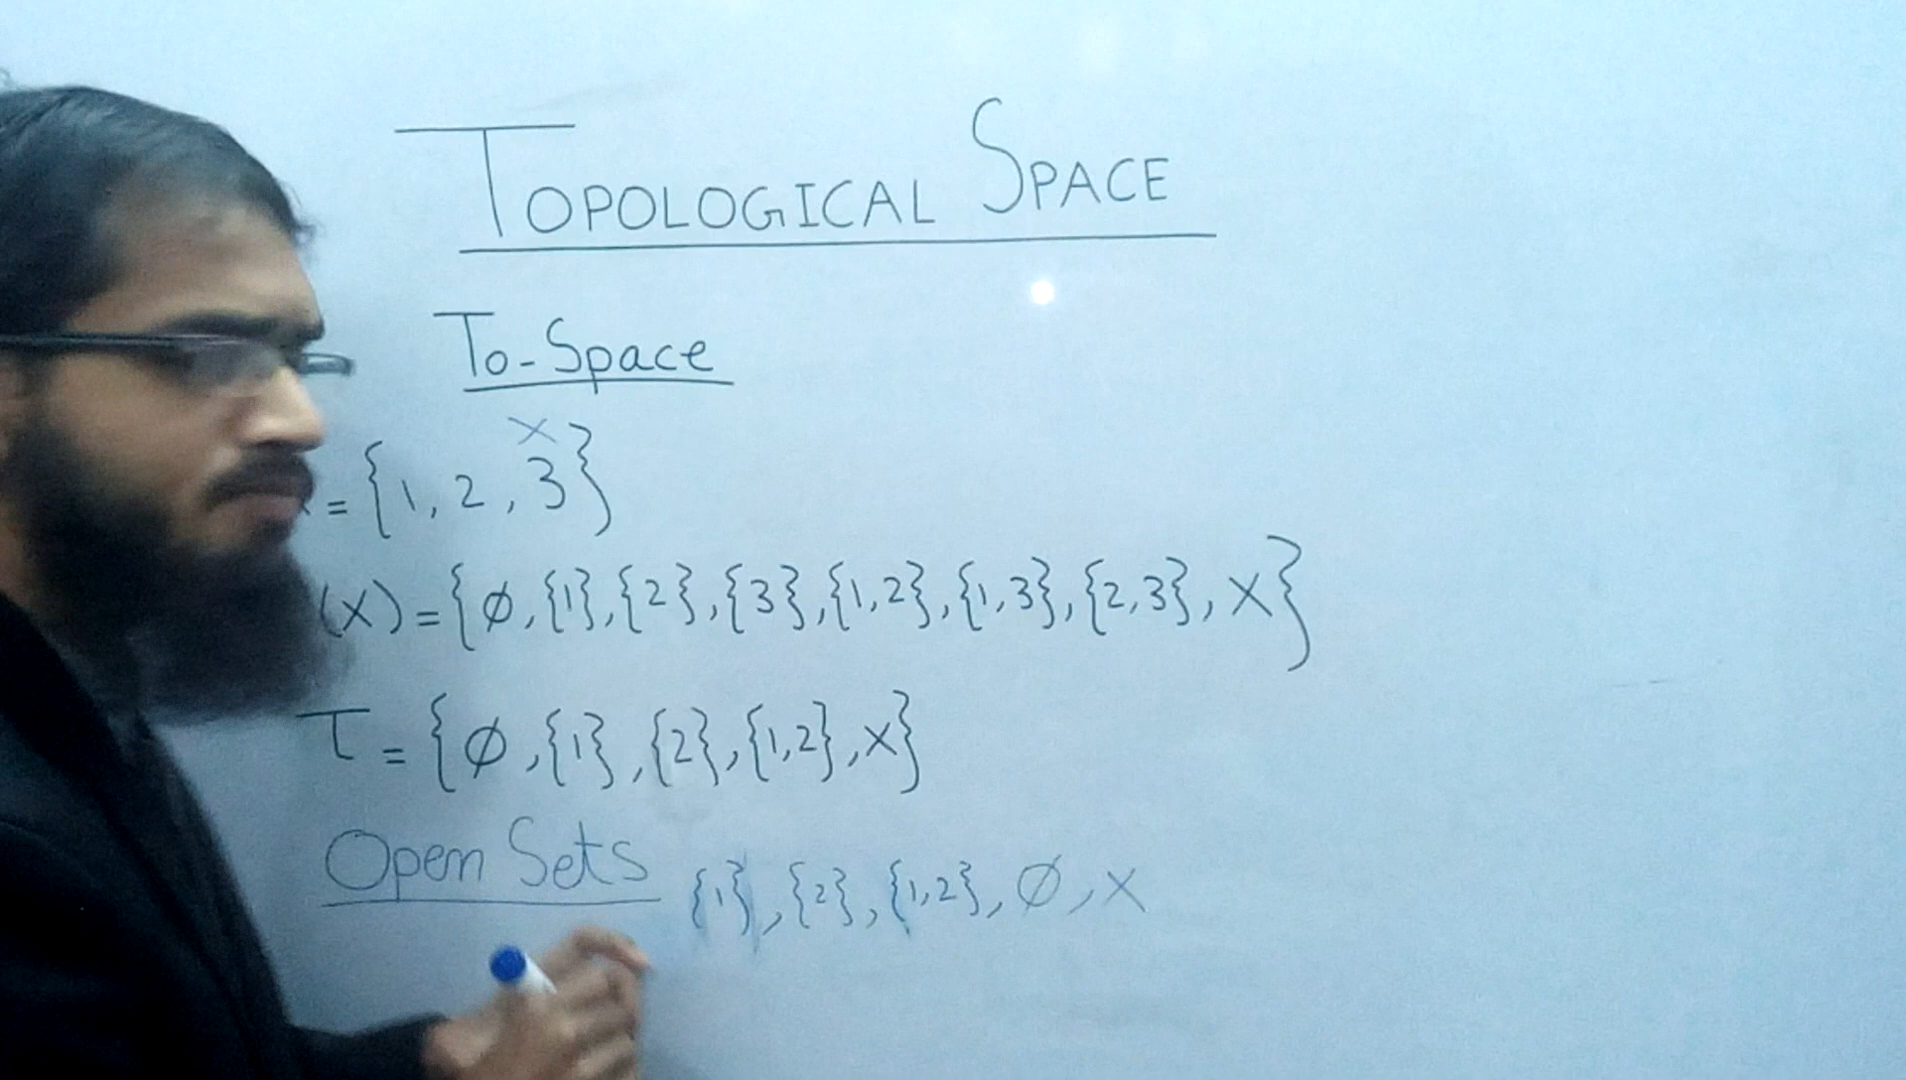 TOPOLOGICAL SPACE
To-Space
x
= {1, 2, 3}
(X) = {∅, {1}, {2}, {3}, {1,2}, {1,3}, {2,3}, X}
τ = {∅, {1}, {2}, {1,2}, X}
Open Sets {1}, {2}, {1,2}, ∅, X